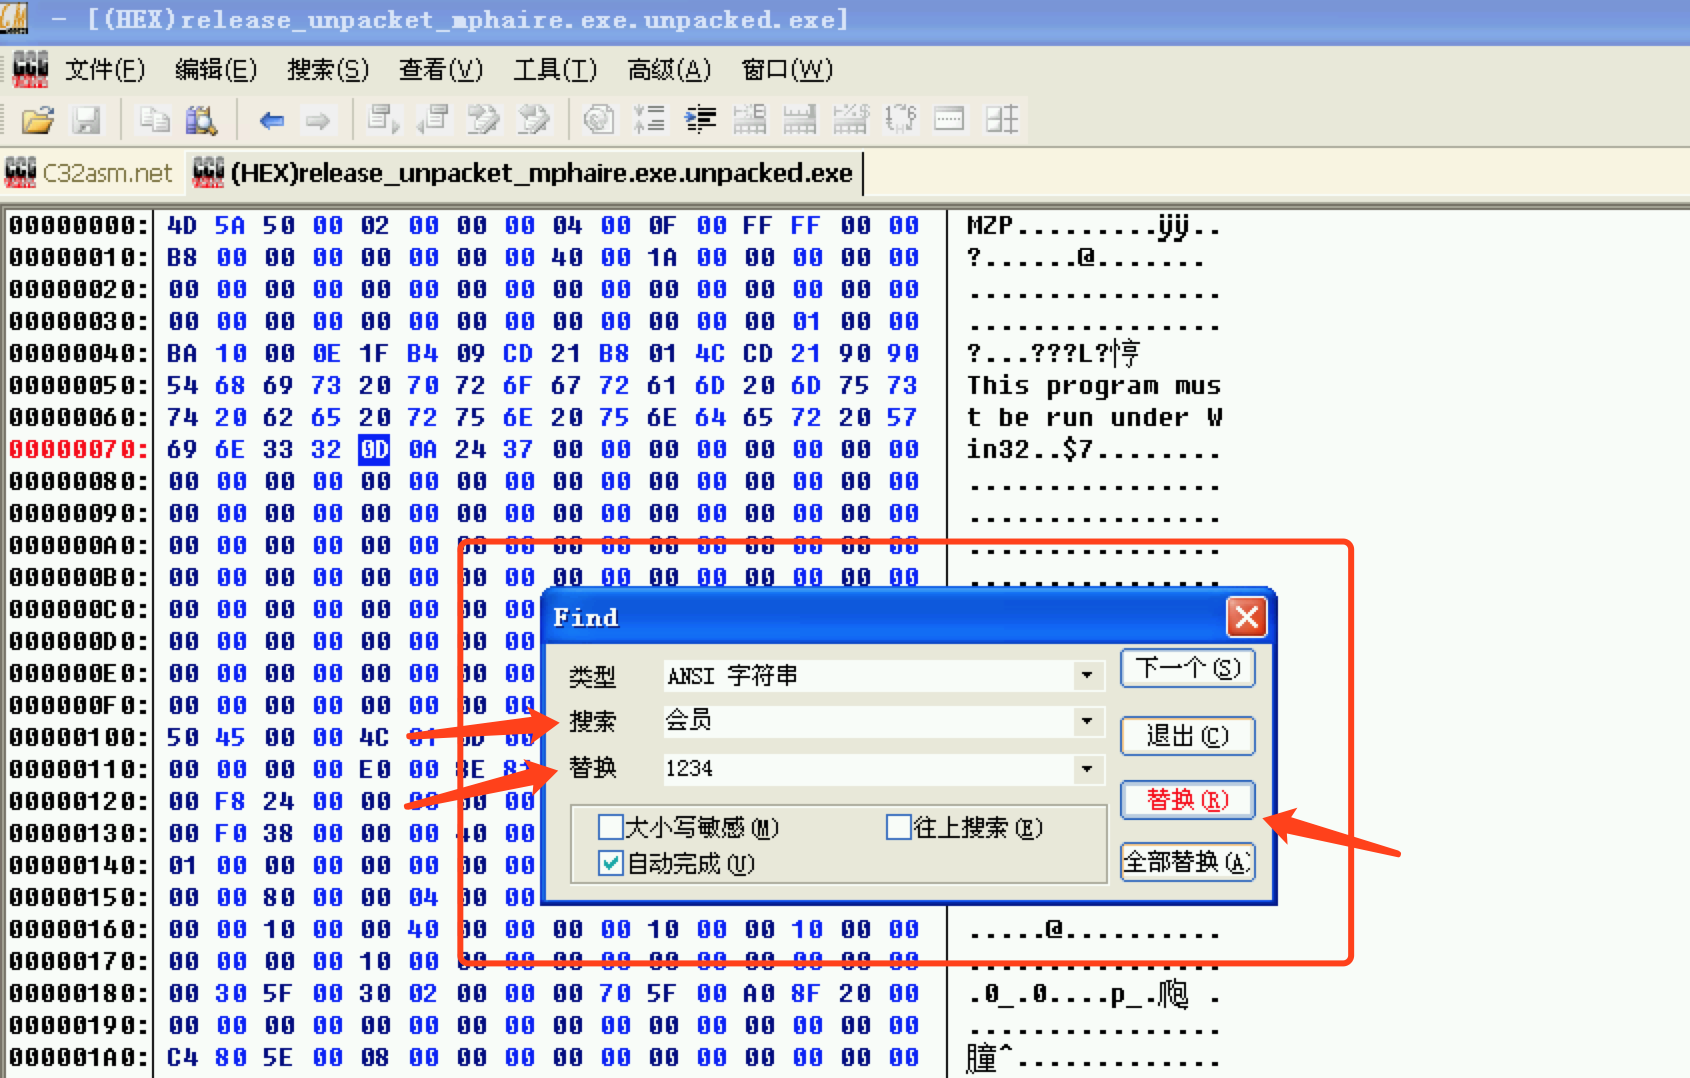 - [(HEX)release_unpacket_mphaire.exe.unpacked.exe]
文件(F) 编辑(E) 搜索(S) 查看(V) 工具(T) 高级(A) 窗口(W)
C32asm.net (HEX)release_unpacket_mphaire.exe.unpacked.exe
00000000: 4D 5A 50 00 02 00 00 00 04 00 0F 00 FF FF 00 00 MZP.........ÿÿ..
00000010: B8 00 00 00 00 00 00 00 40 00 1A 00 00 00 00 00 ?.......@.......
00000020: 00 00 00 00 00 00 00 00 00 00 00 00 00 00 00 00 ................
00000030: 00 00 00 00 00 00 00 00 00 00 00 00 00 01 00 00 ................
00000040: BA 10 00 0E 1F B4 09 CD 21 B8 01 4C CD 21 90 90 ?...???L?悙
00000050: 54 68 69 73 20 70 72 6F 67 72 61 6D 20 6D 75 73 This program mus
00000060: 74 20 62 65 20 72 75 6E 20 75 6E 64 65 72 20 57 t be run under W
00000070: 69 6E 33 32 0D 0A 24 37 00 00 00 00 00 00 00 00 in32..$7........
00000080: 00 00 00 00 00 00 00 00 00 00 00 00 00 00 00 00 ................
00000090: 00 00 00 00 00 00 00 00 00 00 00 00 00 00 00 00 ................
000000A0: 00 00 00 00 00 00 00 00 00 00 00 00 00 00 00 00 ................
000000B0: 00 00 00 00 00 00 00 00 00 00 00 00 00 00 00 00 ................
000000C0: 00 00 00 00 00 00 00 00
Find
000000D0: 00 00 00 00 00 00 00 00
000000E0: 00 00 00 00 00 00 00 00
类型 ANSI 字符串 下一个(S)
000000F0: 00 00 00 00 00 00 00 00
搜索 会员 退出(C)
00000100: 50 45 00 00 4C 01 0D 00
替换 1234 替换(R)
00000110: 00 00 00 00 E0 00 8E 81
00000120: 00 F8 24 00 00 00 00 00
大小写敏感(M) 往上搜索(E)
00000130: 00 F0 38 00 00 00 40 00
自动完成(U) 全部替换(A)
00000140: 01 00 00 00 00 00 00 00
00000150: 00 00 80 00 00 04 00 00
00000160: 00 00 10 00 00 40 00 00 00 00 10 00 00 10 00 00 .....@..........
00000170: 00 00 00 00 10 00 00 00 00 00 00 00 00 00 00 00 ................
00000180: 00 30 5F 00 30 02 00 00 00 70 5F 00 A0 8F 20 00 .0_.0....p_. .
00000190: 00 00 00 00 00 00 00 00 00 00 00 00 00 00 00 00 ................
000001A0: C4 80 5E 00 08 00 00 00 00 00 00 00 00 00 00 00 ^.............